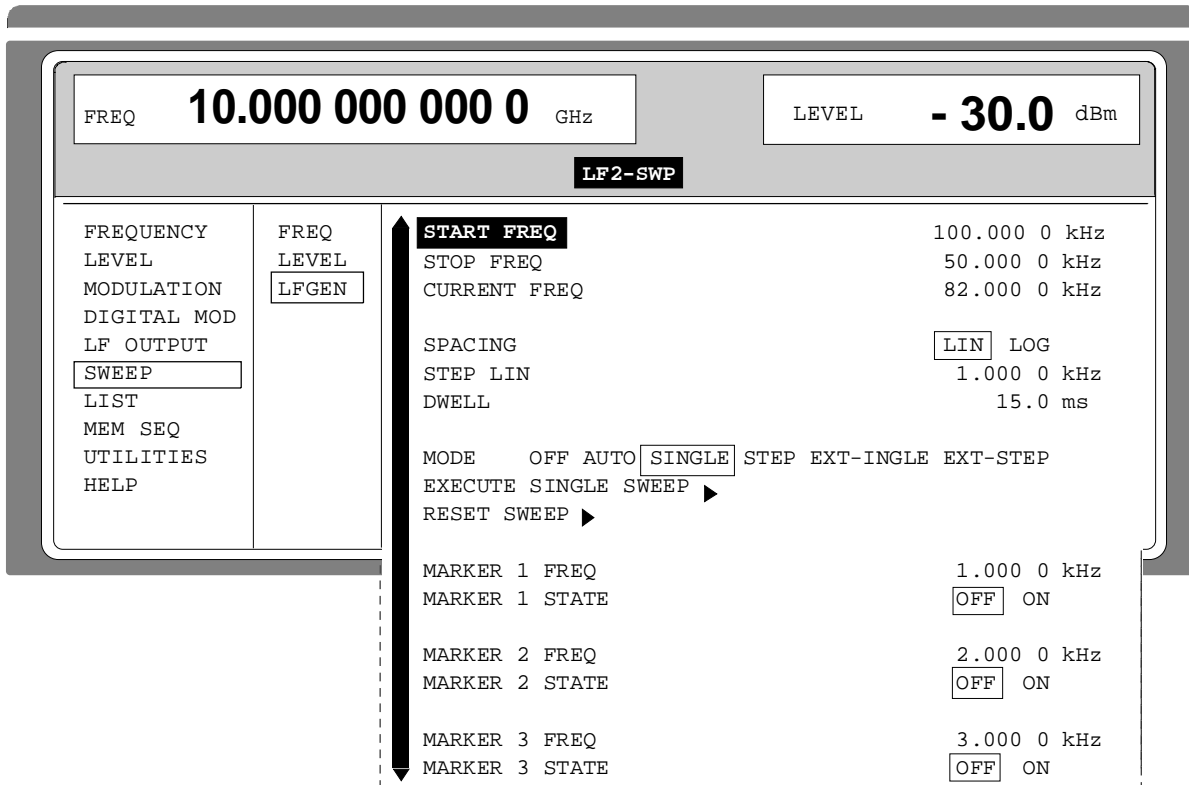 FREQ 10.000 000 000 0 GHz
LEVEL - 30.0 dBm
LF2-SWP
FREQUENCY
LEVEL
MODULATION
DIGITAL MOD
LF OUTPUT
SWEEP
LIST
MEM SEQ
UTILITIES
HELP
FREQ
LEVEL
LFGEN
START FREQ 100.000 0 kHz
STOP FREQ 50.000 0 kHz
CURRENT FREQ 82.000 0 kHz
SPACING LIN LOG
STEP LIN 1.000 0 kHz
DWELL 15.0 ms
MODE OFF AUTO SINGLE STEP EXT-INGLE EXT-STEP
EXECUTE SINGLE SWEEP
RESET SWEEP
MARKER 1 FREQ 1.000 0 kHz
MARKER 1 STATE OFF ON
MARKER 2 FREQ 2.000 0 kHz
MARKER 2 STATE OFF ON
MARKER 3 FREQ 3.000 0 kHz
MARKER 3 STATE OFF ON